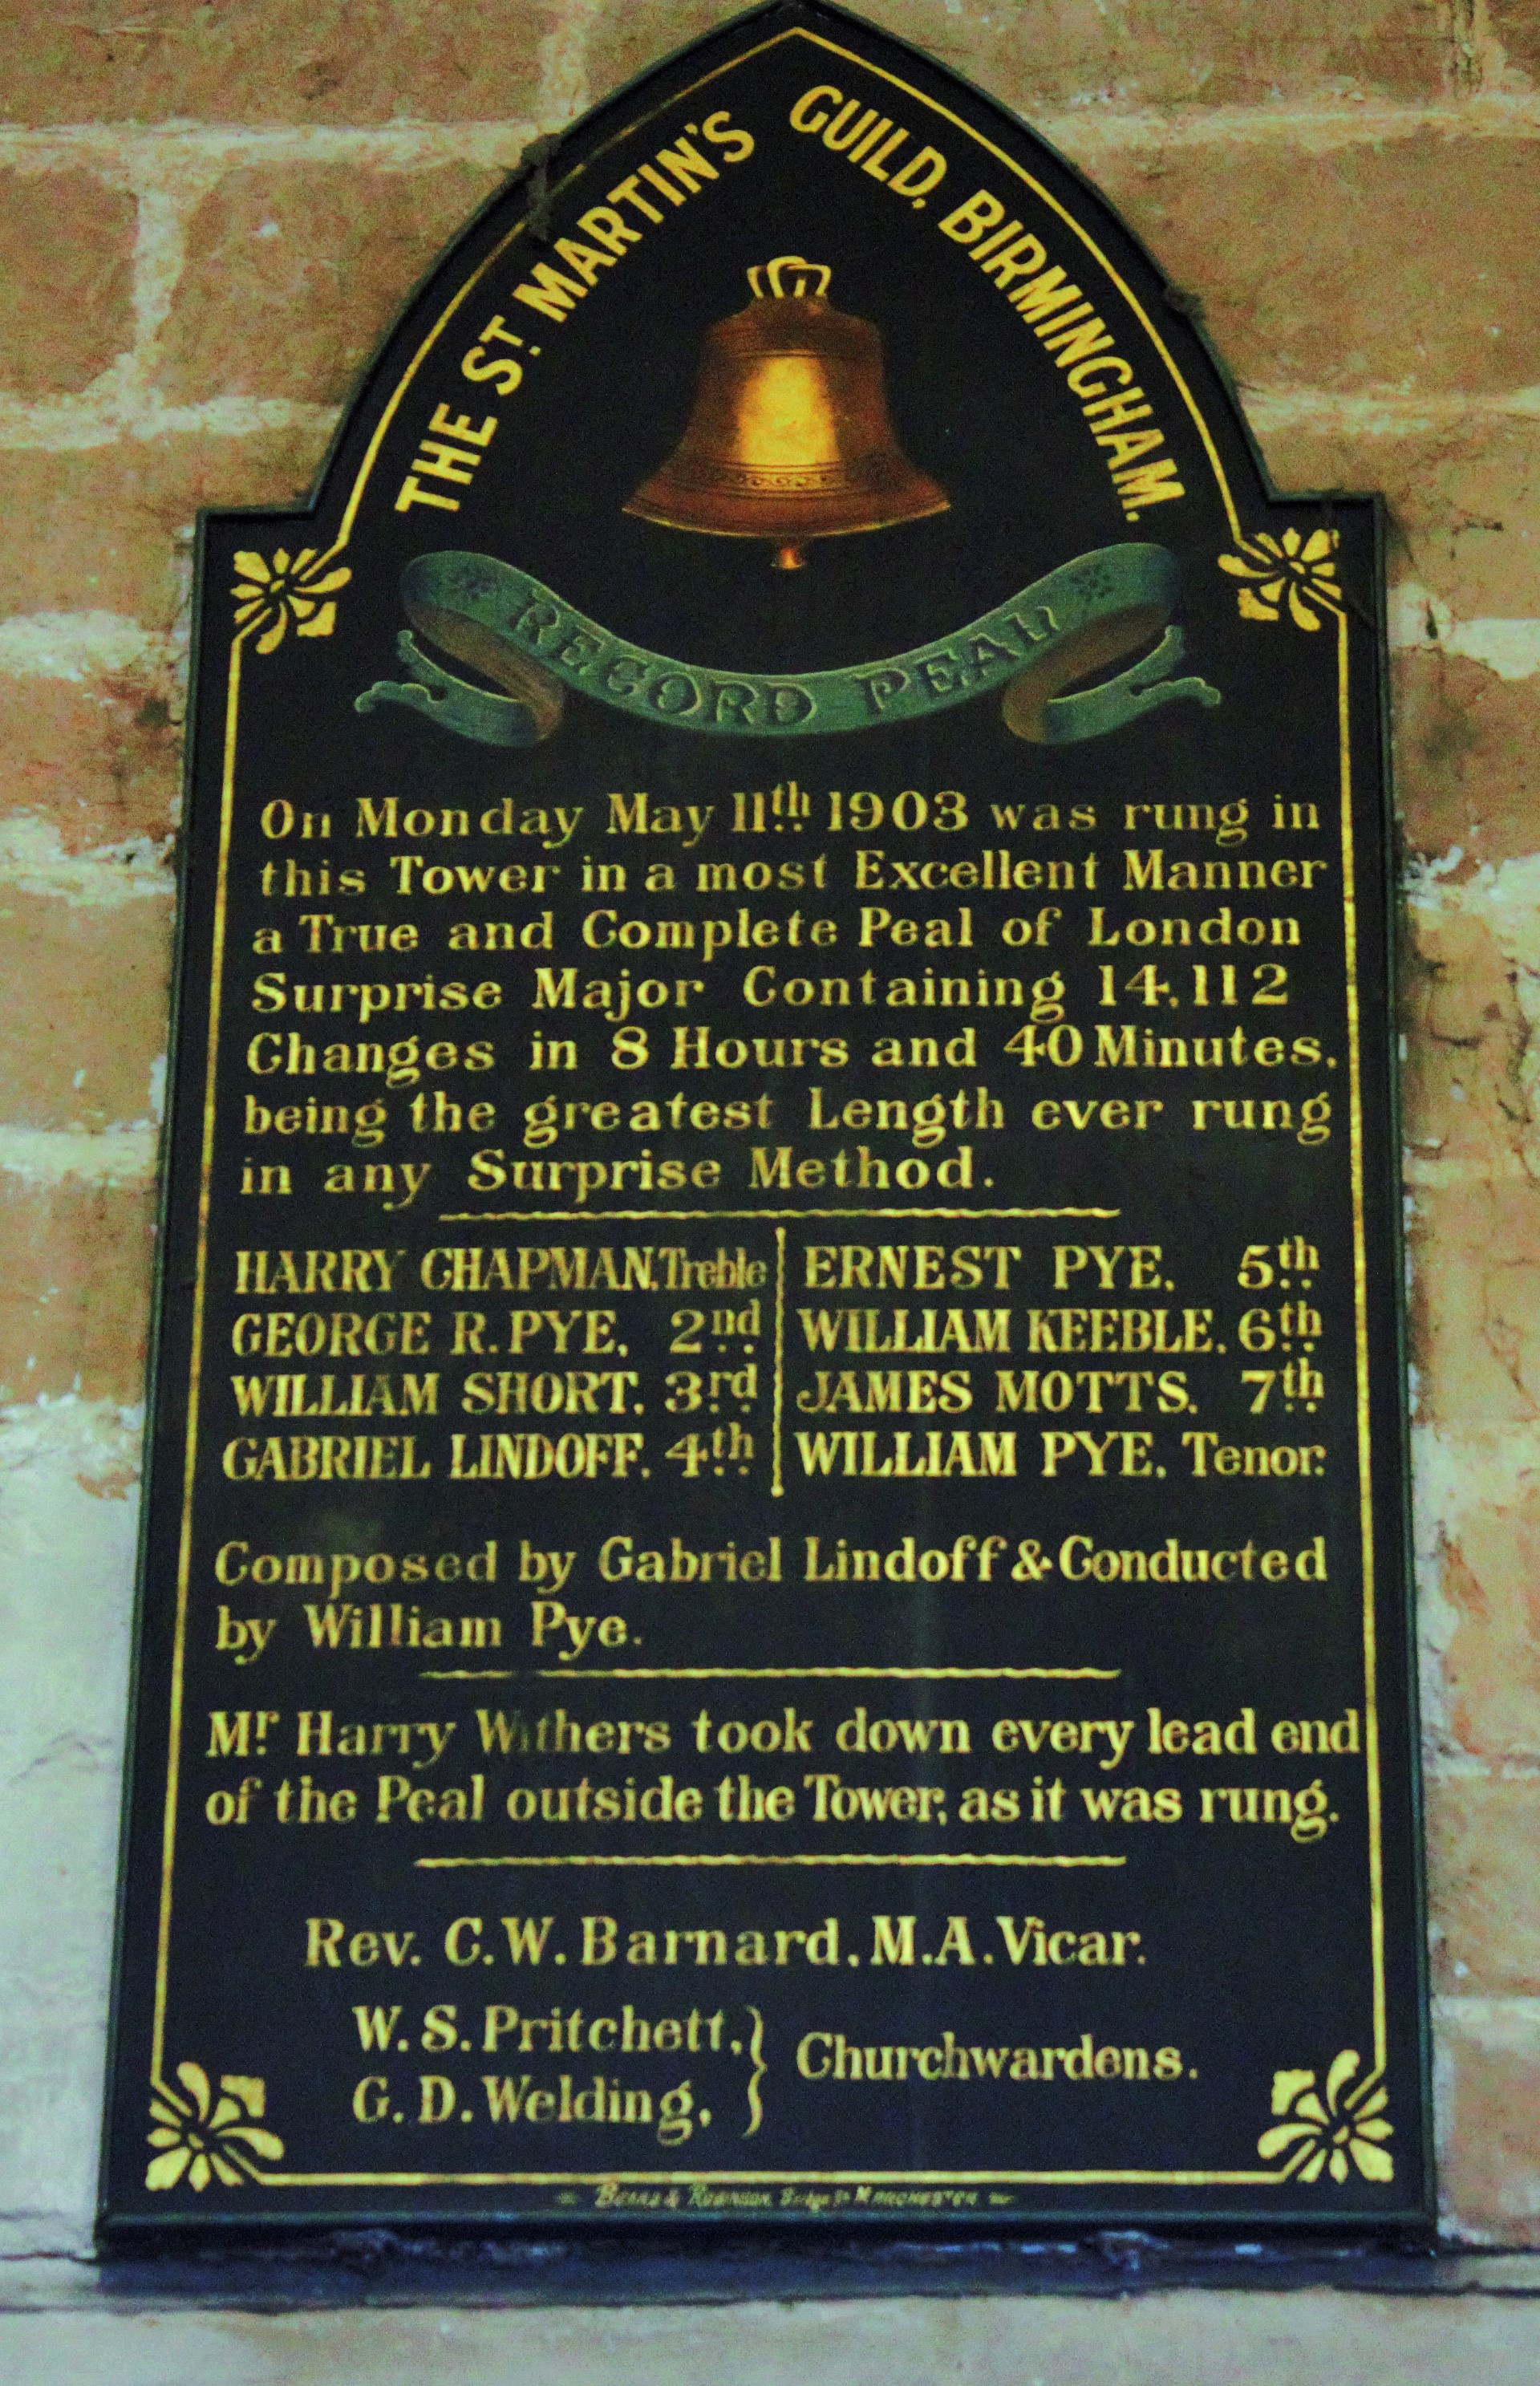 THE ST. MARTIN'S GUILD, BIRMINGHAM.
RECORD PEAL
On Monday May 11th 1903 was rung in
this Tower in a most Excellent Manner
a True and Complete Peal of London
Surprise Major Containing 14,112
Changes in 8 Hours and 40 Minutes,
being the greatest Length ever rung
in any Surprise Method.
HARRY CHAPMAN, Treble
GEORGE R. PYE, 2nd
WILLIAM SHORT, 3rd
GABRIEL LINDOFF, 4th
ERNEST PYE, 5th
WILLIAM KEEBLE, 6th
JAMES MOTTS, 7th
WILLIAM PYE, Tenor.
Composed by Gabriel Lindoff & Conducted
by William Pye.
Mr Harry Withers took down every lead end
of the Peal outside the Tower, as it was rung.
Rev. C. W. Barnard, M.A. Vicar.
W. S. Pritchett,
G. D. Welding,
Churchwardens.
& Robinson, Bridge St Manchester